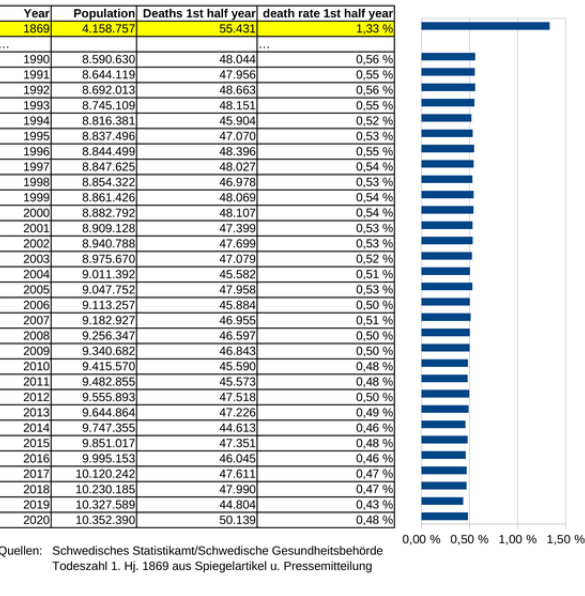 Year Population Deaths 1st half year death rate 1st half year
1869 4.158.757 55.431 1,33 %
... ...
1990 8.590.630 48.044 0,56 %
1991 8.644.119 47.956 0,55 %
1992 8.692.013 48.663 0,56 %
1993 8.745.109 48.151 0,55 %
1994 8.816.381 45.904 0,52 %
1995 8.837.496 47.070 0,53 %
1996 8.844.499 48.396 0,55 %
1997 8.847.625 48.027 0,54 %
1998 8.854.322 46.978 0,53 %
1999 8.861.426 48.069 0,54 %
2000 8.882.792 48.107 0,54 %
2001 8.909.128 47.399 0,53 %
2002 8.940.788 47.699 0,53 %
2003 8.975.670 47.079 0,52 %
2004 9.011.392 45.582 0,51 %
2005 9.047.752 47.958 0,53 %
2006 9.113.257 45.884 0,50 %
2007 9.182.927 46.955 0,51 %
2008 9.256.347 46.597 0,50 %
2009 9.340.682 46.843 0,50 %
2010 9.415.570 45.590 0,48 %
2011 9.482.855 45.573 0,48 %
2012 9.555.893 47.518 0,50 %
2013 9.644.864 47.226 0,49 %
2014 9.747.355 44.613 0,46 %
2015 9.851.017 47.351 0,48 %
2016 9.995.153 46.045 0,46 %
2017 10.120.242 47.611 0,47 %
2018 10.230.185 47.990 0,47 %
2019 10.327.589 44.804 0,43 %
2020 10.352.390 50.139 0,48 %
0,00 % 0,50 % 1,00 % 1,50 %
Quellen: Schwedisches Statistikamt/Schwedische Gesundheitsbehörde
Todeszahl 1. Hj. 1869 aus Spiegelartikel u. Pressemitteilung